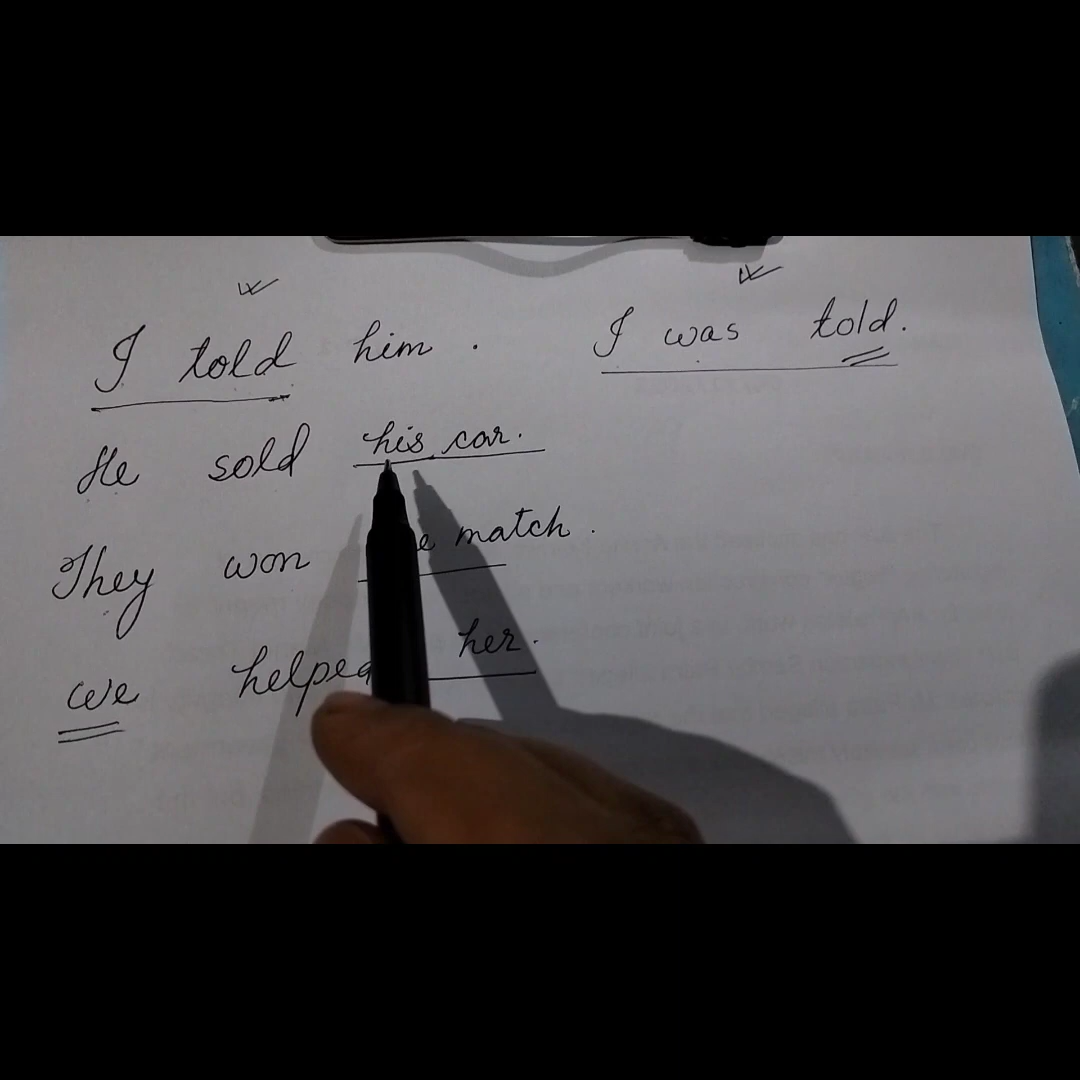 I told him. I was told.
He sold his car.
They won match.
We helped her.